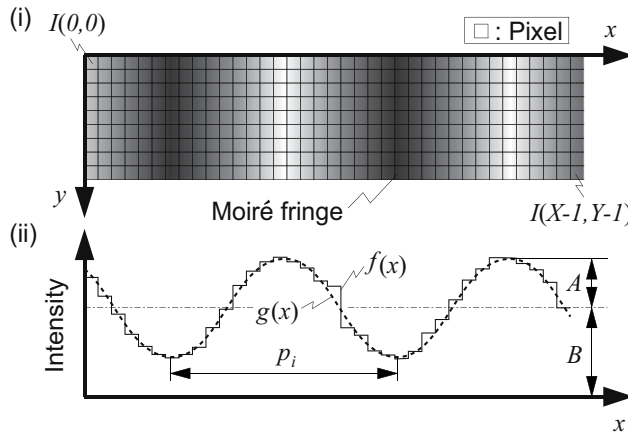 (i)
I(0,0)
□ : Pixel
x
y
Moiré fringe
I(X-1,Y-1)
(ii)
Intensity
f(x)
g(x)
A
B
p_i
x